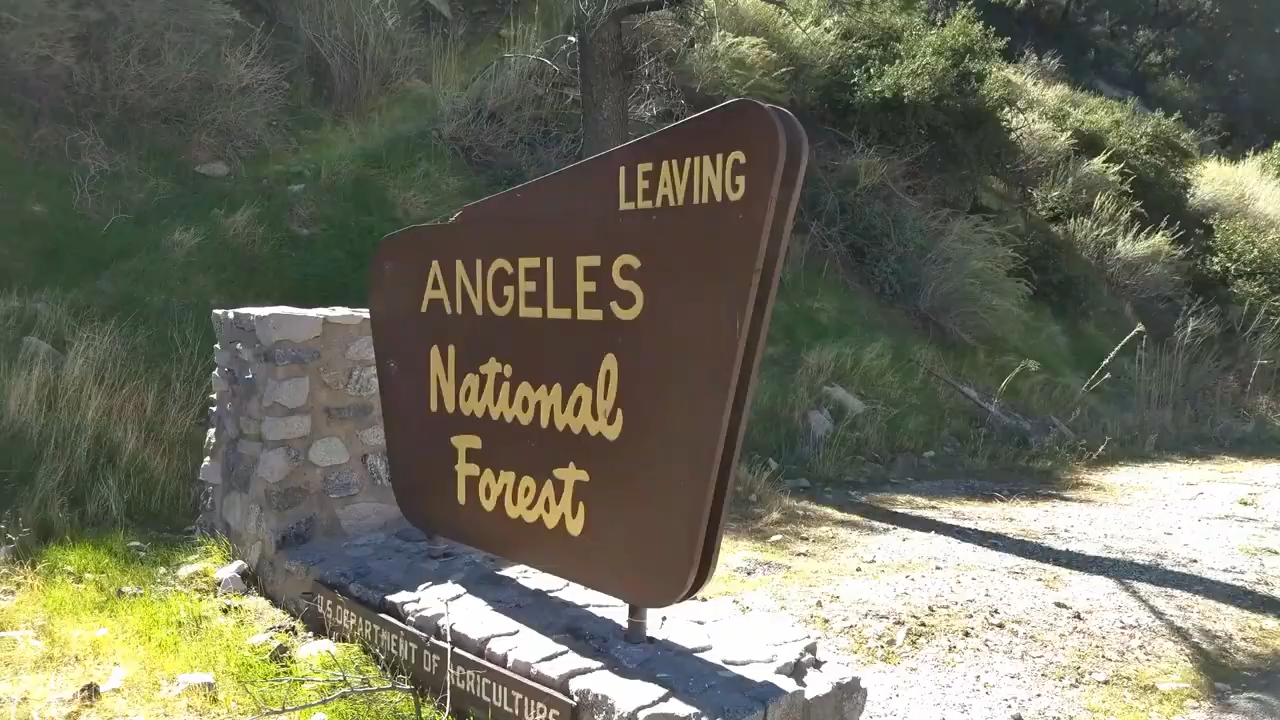 LEAVING
ANGELES
National
Forest
U.S. DEPARTMENT OF AGRICULTURE